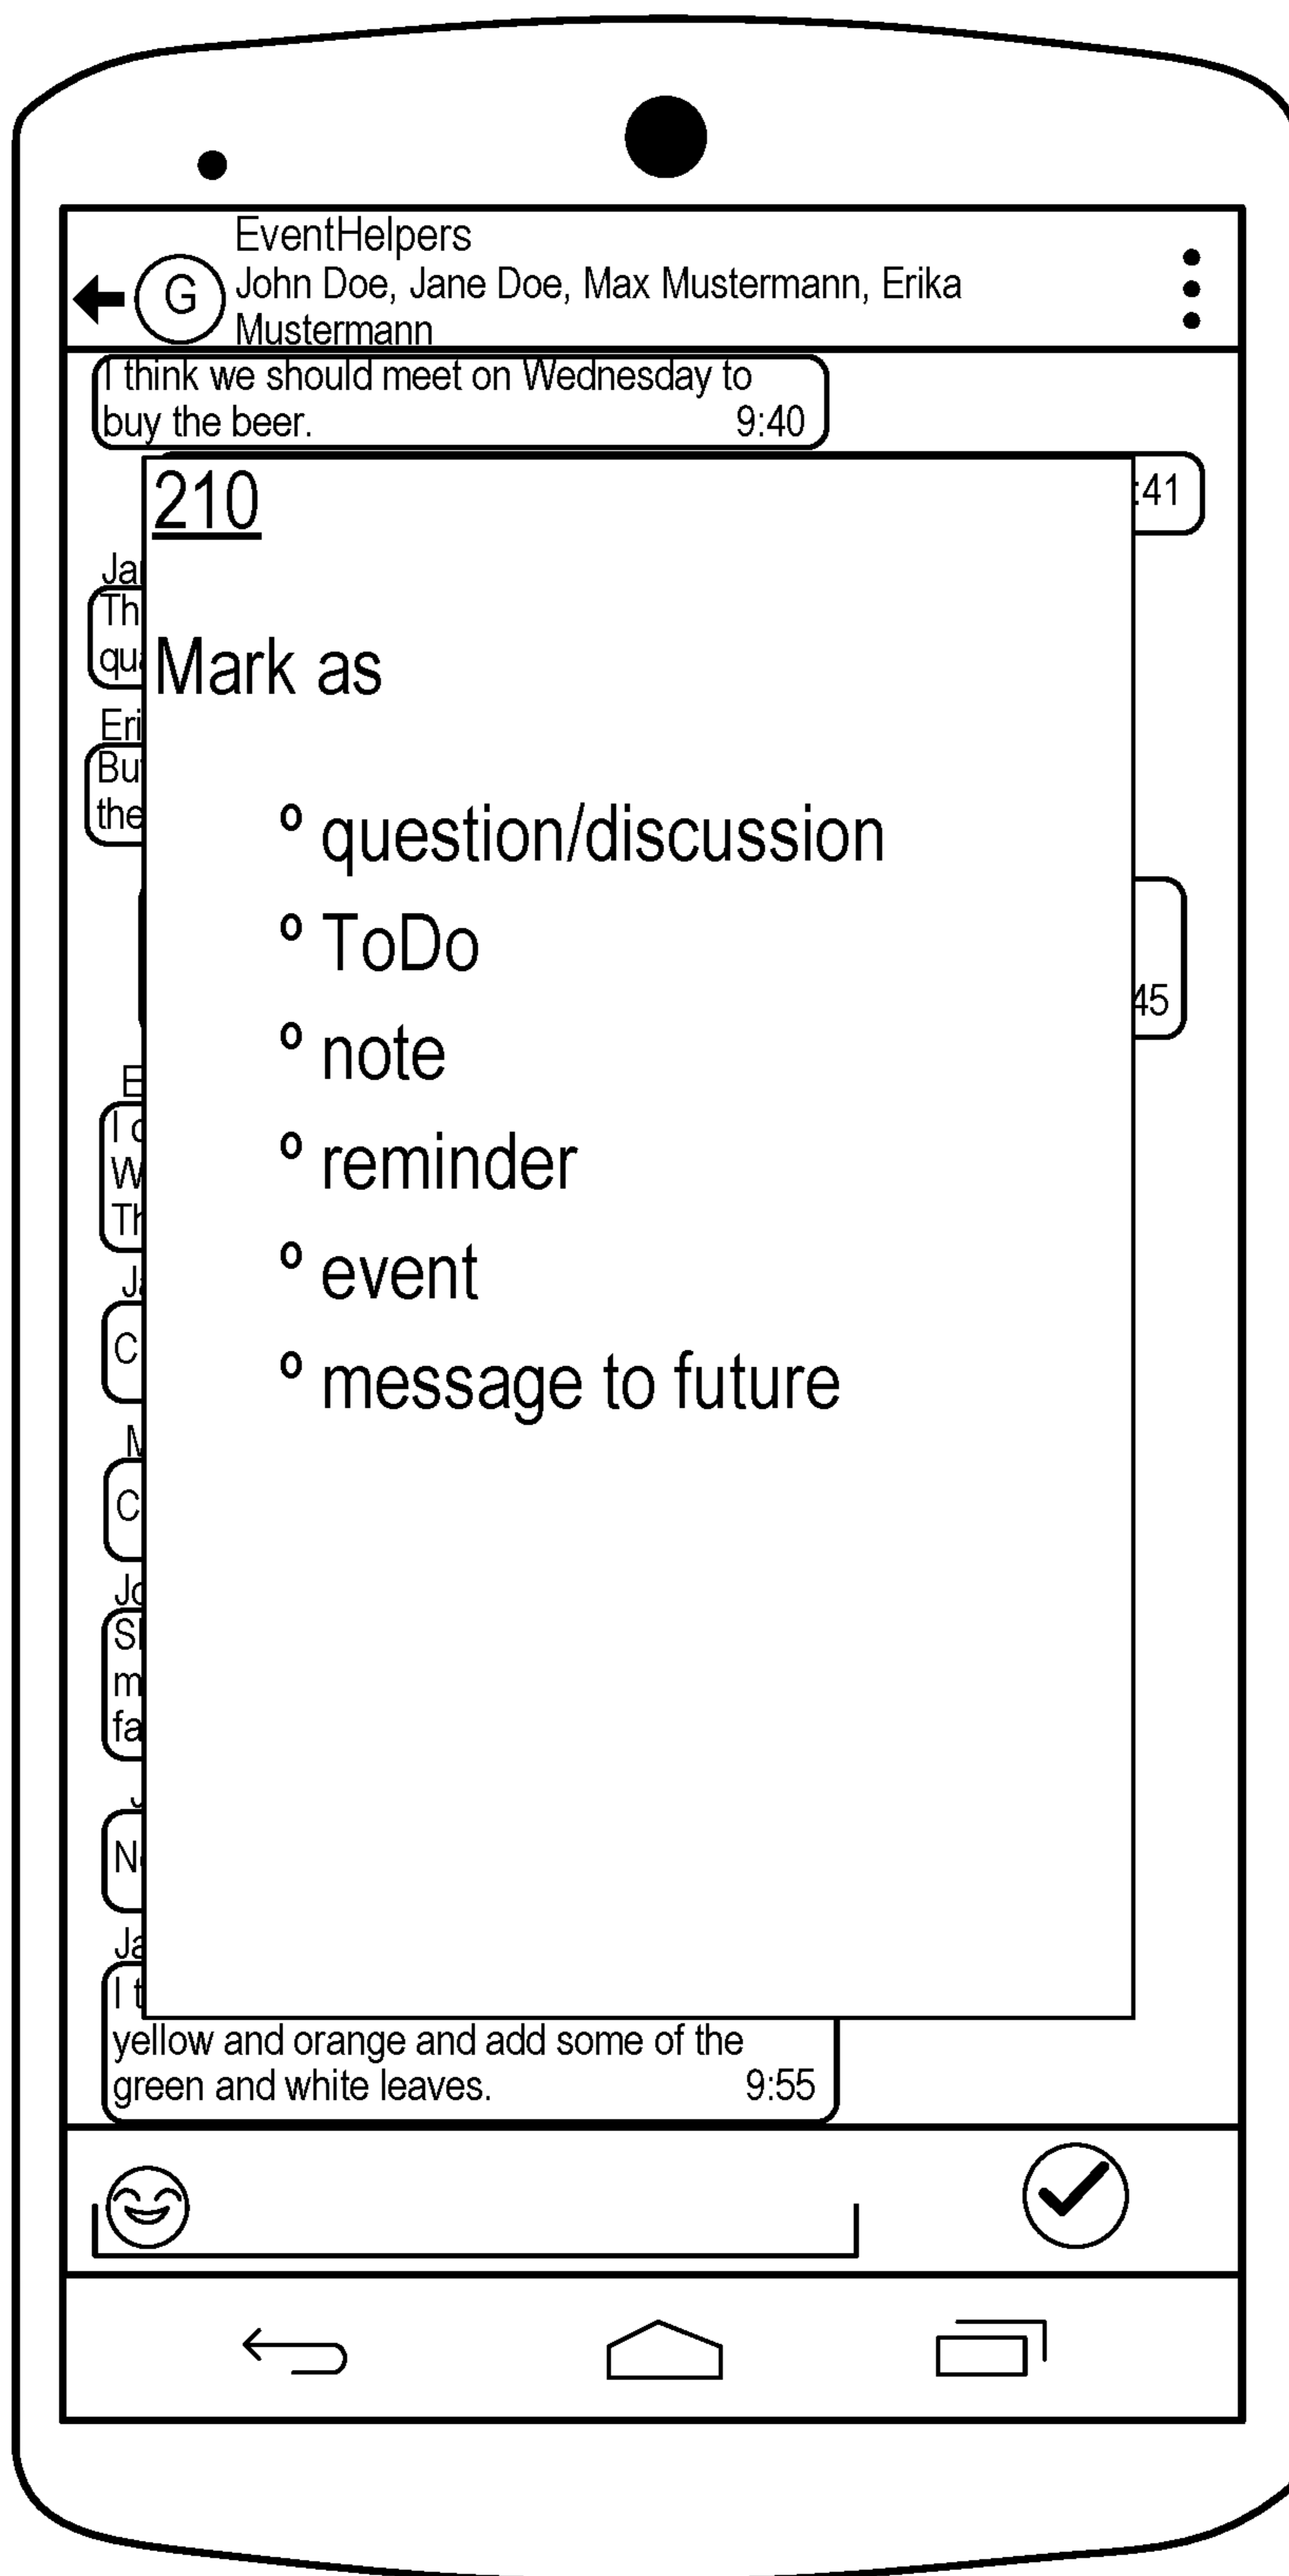 EventHelpers
G
John Doe, Jane Doe, Max Mustermann, Erika
Mustermann
I think we should meet on Wednesday to
buy the beer. 9:40
:41
210
Mark as
º question/discussion
º ToDo
45
º note
º reminder
º event
º message to future
yellow and orange and add some of the
green and white leaves. 9:55